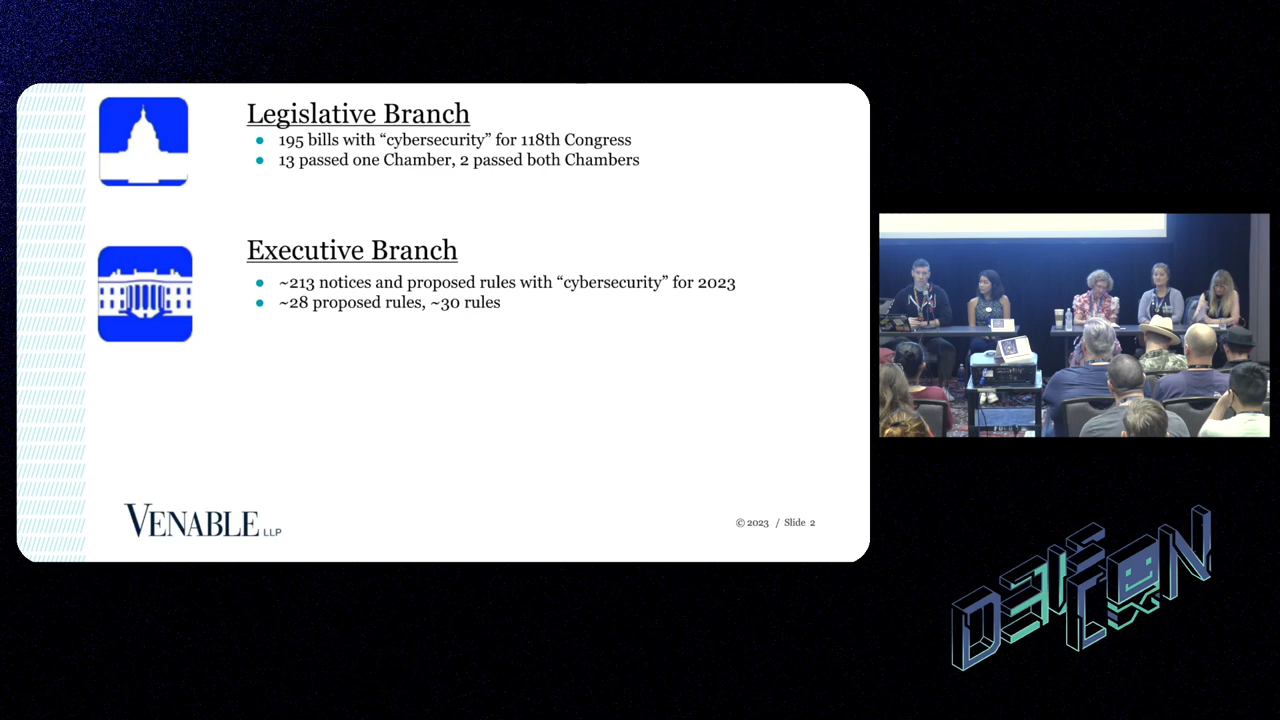 Legislative Branch
195 bills with “cybersecurity” for 118th Congress
13 passed one Chamber, 2 passed both Chambers
Executive Branch
~213 notices and proposed rules with “cybersecurity” for 2023
~28 proposed rules, ~30 rules
VENABLE LLP
© 2023 / Slide 2
DEF CON